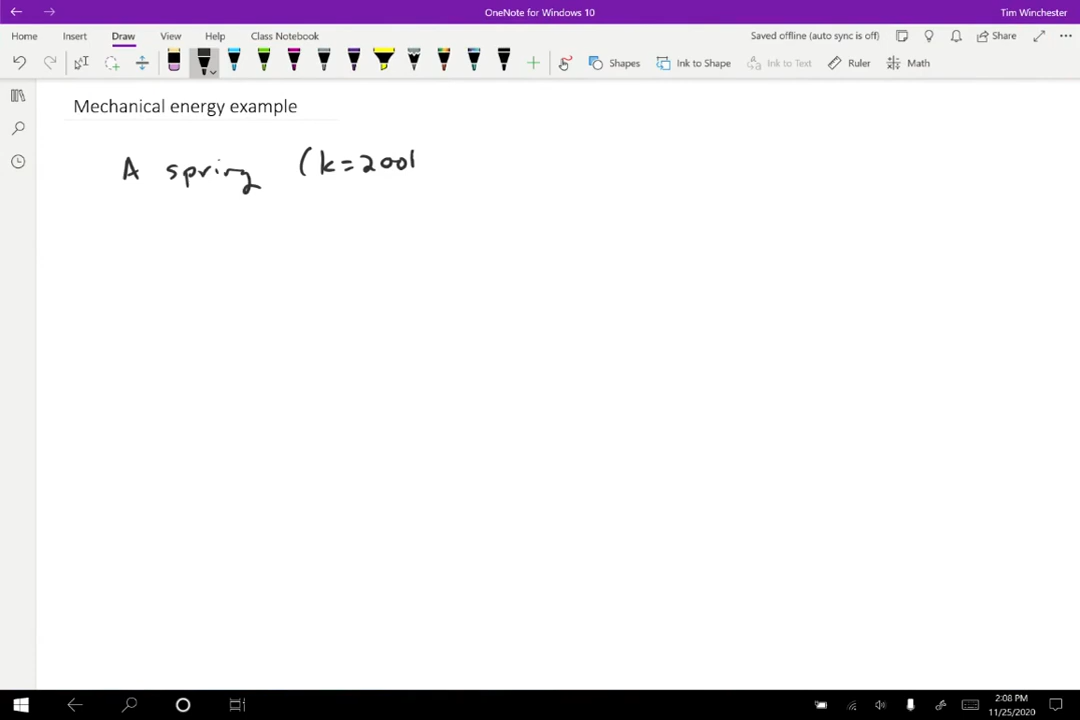 OneNote for Windows 10
Tim Winchester
Home Insert Draw View Help Class Notebook
Saved offline (auto sync is off) Share
Shapes Ink to Shape Ink to Text Ruler Math
Mechanical energy example
A spring (k=200
2:08 PM
11/25/2020